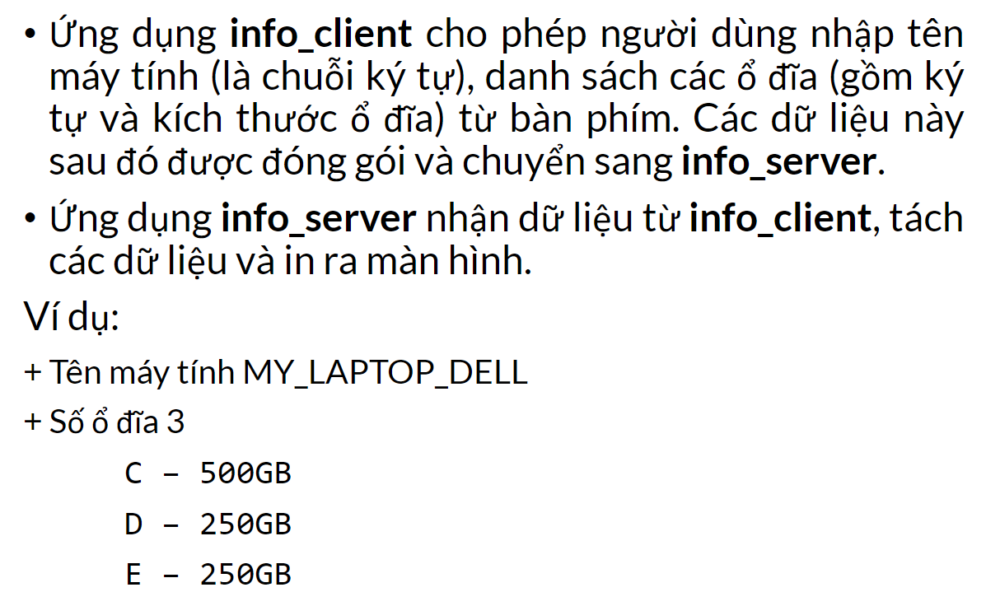 • Ứng dụng info_client cho phép người dùng nhập tên
máy tính (là chuỗi ký tự), danh sách các ổ đĩa (gồm ký
tự và kích thước ổ đĩa) từ bàn phím. Các dữ liệu này
sau đó được đóng gói và chuyển sang info_server.
• Ứng dụng info_server nhận dữ liệu từ info_client, tách
các dữ liệu và in ra màn hình.
Ví dụ:
+ Tên máy tính MY_LAPTOP_DELL
+ Số ổ đĩa 3
C – 500GB
D – 250GB
E – 250GB